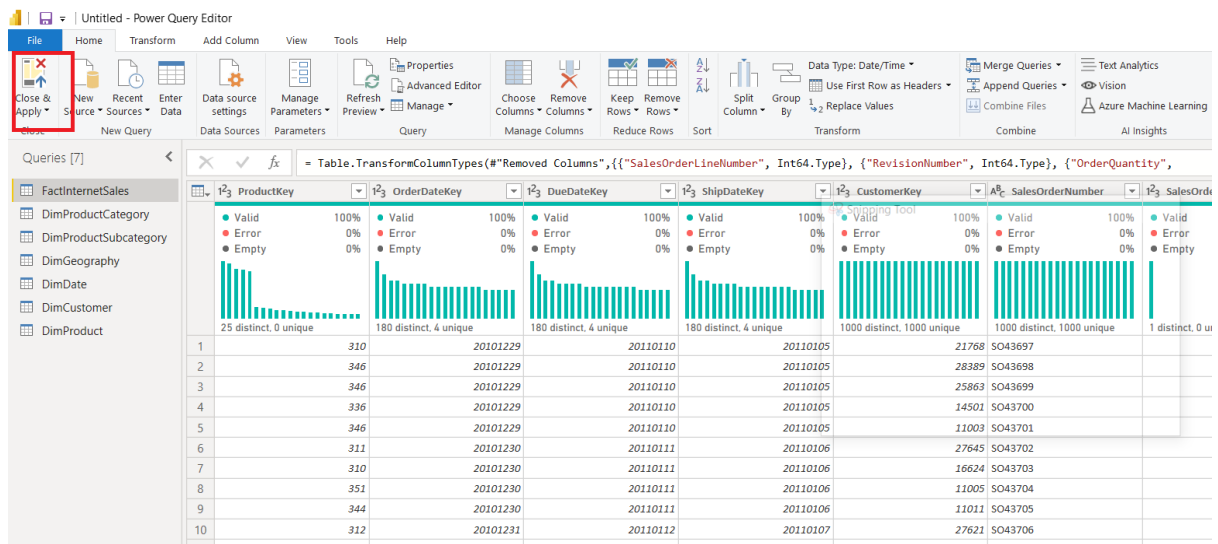 Untitled - Power Query Editor
File Home Transform Add Column View Tools Help
Close & Apply
New Source
Recent Sources
Enter Data
Data source settings
Manage Parameters
Refresh Preview
Properties
Advanced Editor
Manage
Choose Columns
Remove Columns
Keep Rows
Remove Rows
Split Column
Group By
Data Type: Date/Time
Use First Row as Headers
Replace Values
Merge Queries
Append Queries
Combine Files
Text Analytics
Vision
Azure Machine Learning
Close New Query Data Sources Parameters Query Manage Columns Reduce Rows Sort Transform Combine AI Insights
Queries [7]
fx = Table.TransformColumnTypes(#"Removed Columns",{{"SalesOrderLineNumber", Int64.Type}, {"RevisionNumber", Int64.Type}, {"OrderQuantity",
FactInternetSales
DimProductCategory
DimProductSubcategory
DimGeography
DimDate
DimCustomer
DimProduct
ProductKey OrderDateKey DueDateKey ShipDateKey CustomerKey SalesOrderNumber SalesOrde
Snipping Tool
Valid 100% Valid 100% Valid 100% Valid 100% Valid 100% Valid 100% Valid
Error 0% Error 0% Error 0% Error 0% Error 0% Error 0% Error
Empty 0% Empty 0% Empty 0% Empty 0% Empty 0% Empty 0% Empty
25 distinct, 0 unique 180 distinct, 4 unique 180 distinct, 4 unique 180 distinct, 4 unique 1000 distinct, 1000 unique 1000 distinct, 1000 unique 1 distinct, 0 u
1 310 20101229 20110110 20110105 21768 SO43697
2 346 20101229 20110110 20110105 28389 SO43698
3 346 20101229 20110110 20110105 25863 SO43699
4 336 20101229 20110110 20110105 14501 SO43700
5 346 20101229 20110110 20110105 11003 SO43701
6 311 20101230 20110111 20110106 27645 SO43702
7 310 20101230 20110111 20110106 16624 SO43703
8 351 20101230 20110111 20110106 11005 SO43704
9 344 20101230 20110111 20110106 11011 SO43705
10 312 20101231 20110112 20110107 27621 SO43706